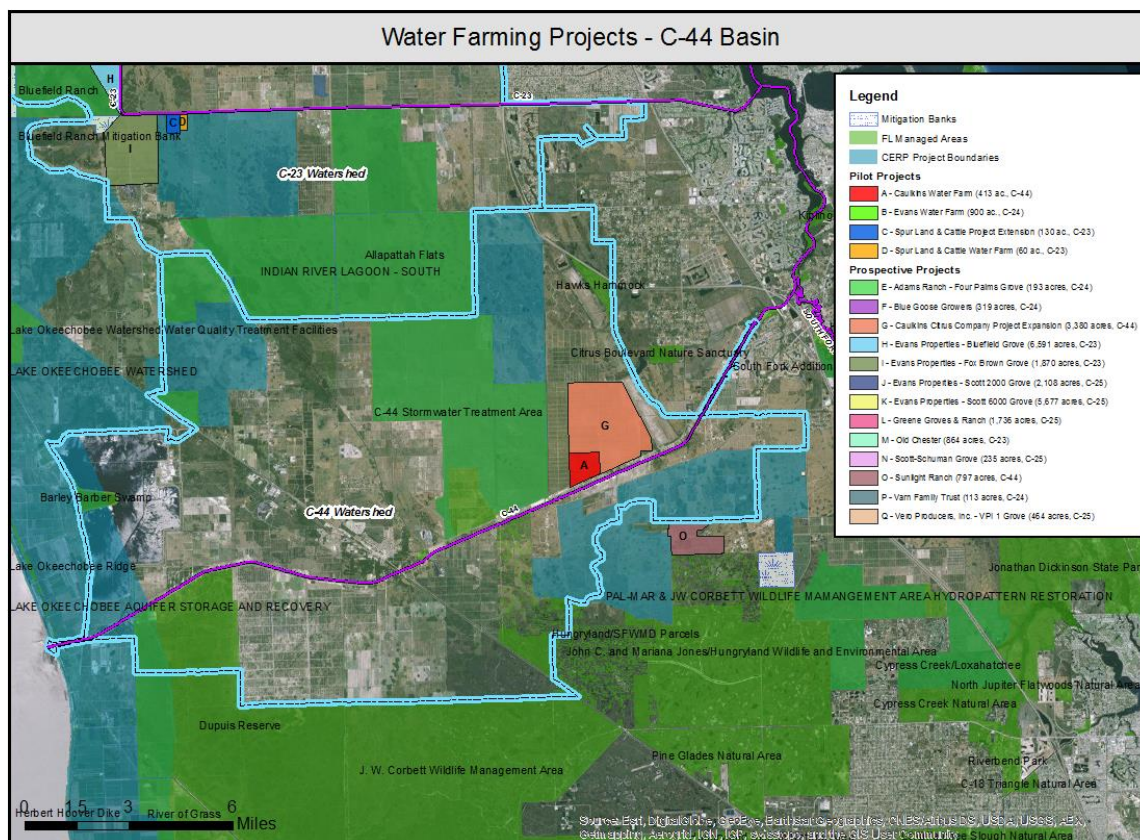 Water Farming Projects - C-44 Basin
H
Bluefield Ranch
C-23
C-23
Bluefield Ranch Mitigation Bank
C
D
I
C-23 Watershed
Allapattah Flats
INDIAN RIVER LAGOON - SOUTH
Hawks Hammock
Lake Okeechobee Watershed Water Quality Treatment Facilities
LAKE OKEECHOBEE WATERSHED
Citrus Boulevard Nature Sanctuary
South Fork Addition
C-44 Stormwater Treatment Area
G
A
Barley Barber Swamp
C-44 Watershed
C-44
O
Lake Okeechobee Ridge
LAKE OKEECHOBEE AQUIFER STORAGE AND RECOVERY
Jonathan Dickinson State Par
PAL-MAR & JW CORBETT WILDLIFE MAMANGEMENT AREA HYDROPATTERN RESTORATION
Hungryland/SFWMD Parcels
John C. and Mariana Jones/Hungryland Wildlife and Environmental Area
Cypress Creek/Loxahatchee
North Jupiter Flatwoods Natural Area
Cypress Creek Natural Area
Dupuis Reserve
Pine Glades Natural Area
Riverbend Park
J. W. Corbett Wildlife Management Area
C-18 Triangle Natural Area
0 1.5 3 6
Miles
Herbert Hoover Dike
River of Grass
Slough Natural Area
Legend
Mitigation Banks
FL Managed Areas
CERP Project Boundaries
Pilot Projects
A - Caulkins Water Farm (413 ac., C-44)
B - Evans Water Farm (900 ac., C-24)
C - Spur Land & Cattle Project Extension (130 ac., C-23)
D - Spur Land & Cattle Water Farm (60 ac., C-23)
Prospective Projects
E - Adams Ranch - Four Palms Grove (193 acres, C-24)
F - Blue Goose Growers (319 acres, C-24)
G - Caulkins Citrus Company Project Expansion (3,380 acres, C-44)
H - Evans Properties - Bluefield Grove (6,591 acres, C-23)
I - Evans Properties - Fox Brown Grove (1,870 acres, C-23)
J - Evans Properties - Scott 2000 Grove (2,108 acres, C-25)
K - Evans Properties - Scott 6000 Grove (5,677 acres, C-25)
L - Greene Groves & Ranch (1,736 acres, C-25)
M - Old Chester (864 acres, C-23)
N - Scott-Schuman Grove (235 acres, C-25)
O - Sunlight Ranch (797 acres, C-44)
P - Varn Family Trust (113 acres, C-24)
Q - Vero Producers, Inc. - VPI 1 Grove (464 acres, C-25)